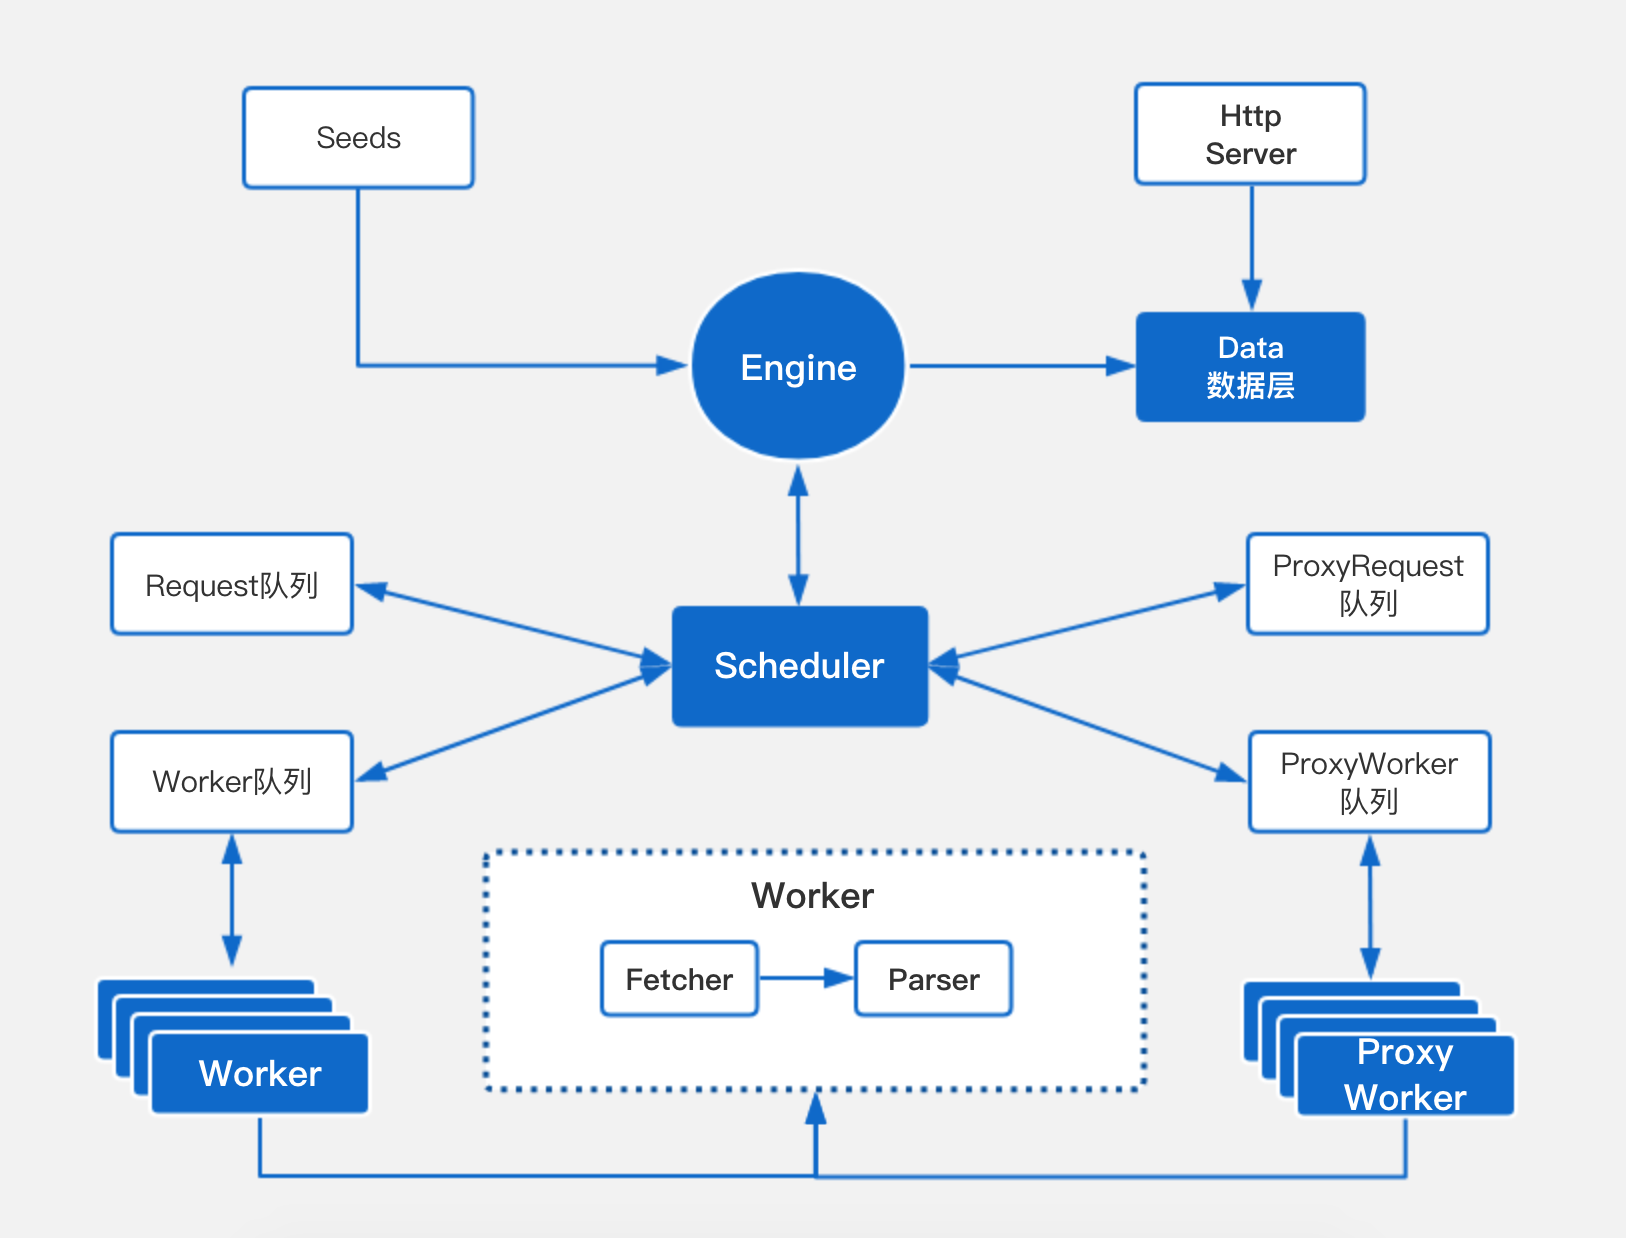 Seeds
Http
Server
Engine
Data
数据层
Request队列
ProxyRequest
队列
Scheduler
Worker队列
ProxyWorker
队列
Worker
Fetcher
Parser
Worker
Proxy
Worker